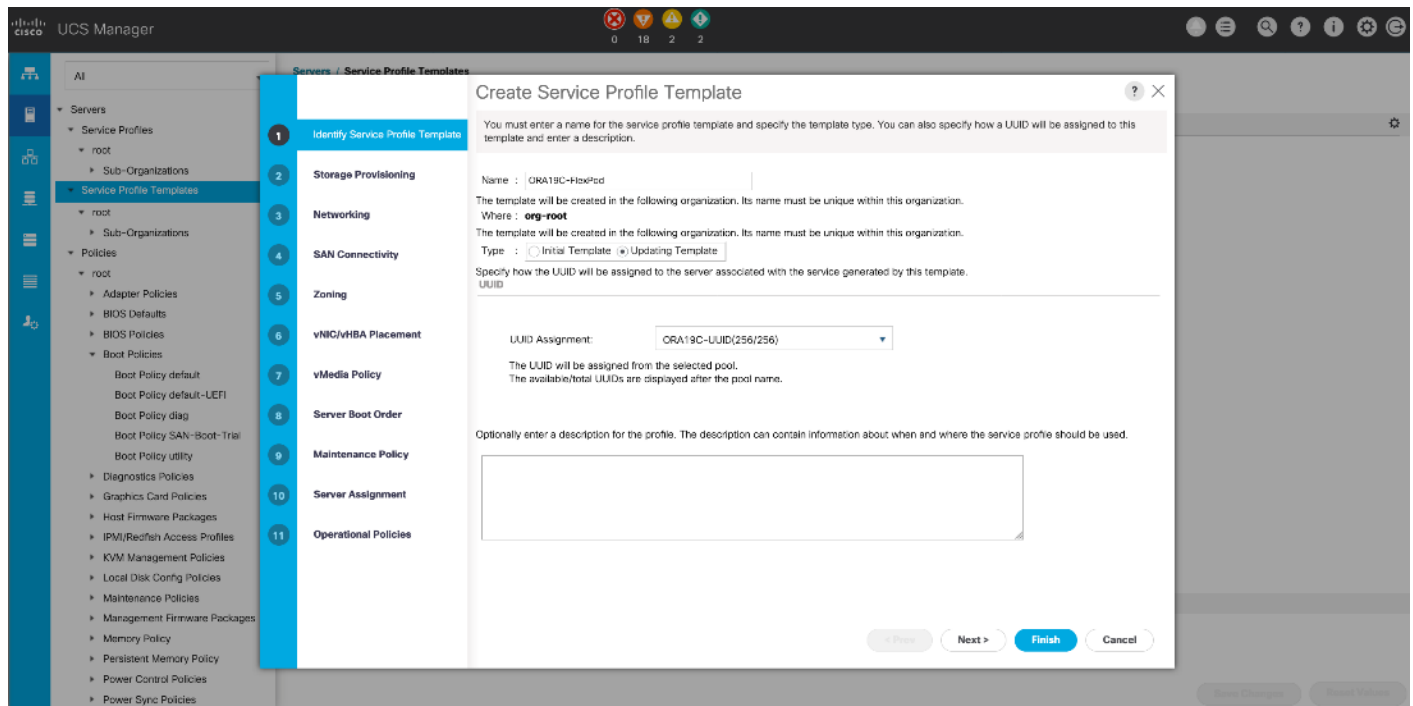 cisco UCS Manager
0 18 2 2
All
Servers / Service Profile Templates
Servers
Service Profiles
root
Sub-Organizations
Service Profile Templates
root
Sub-Organizations
Policies
root
Adapter Policies
BIOS Defaults
BIOS Policies
Boot Policies
Boot Policy default
Boot Policy default-UEFI
Boot Policy diag
Boot Policy SAN-Boot-Trial
Boot Policy utility
Diagnostics Policies
Graphics Card Policies
Host Firmware Packages
IPMI/Redfish Access Profiles
KVM Management Policies
Local Disk Config Policies
Maintenance Policies
Management Firmware Packages
Memory Policy
Persistent Memory Policy
Power Control Policies
Power Sync Policies
1 Identify Service Profile Template
2 Storage Provisioning
3 Networking
4 SAN Connectivity
5 Zoning
6 vNIC/vHBA Placement
7 vMedia Policy
8 Server Boot Order
9 Maintenance Policy
10 Server Assignment
11 Operational Policies
Create Service Profile Template
? ×
You must enter a name for the service profile template and specify the template type. You can also specify how a UUID will be assigned to this
template and enter a description.
Name : ORA19C-FlexPod
The template will be created in the following organization. Its name must be unique within this organization.
Where : org-root
The template will be created in the following organization. Its name must be unique within this organization.
Type : Initial Template Updating Template
Specify how the UUID will be assigned to the server associated with the service generated by this template.
UUID
UUID Assignment: ORA19C-UUID(256/256)
The UUID will be assigned from the selected pool.
The available/total UUIDs are displayed after the pool name.
Optionally enter a description for the profile. The description can contain information about when and where the service profile should be used.
< Prev Next > Finish Cancel
Save Changes Reset Values